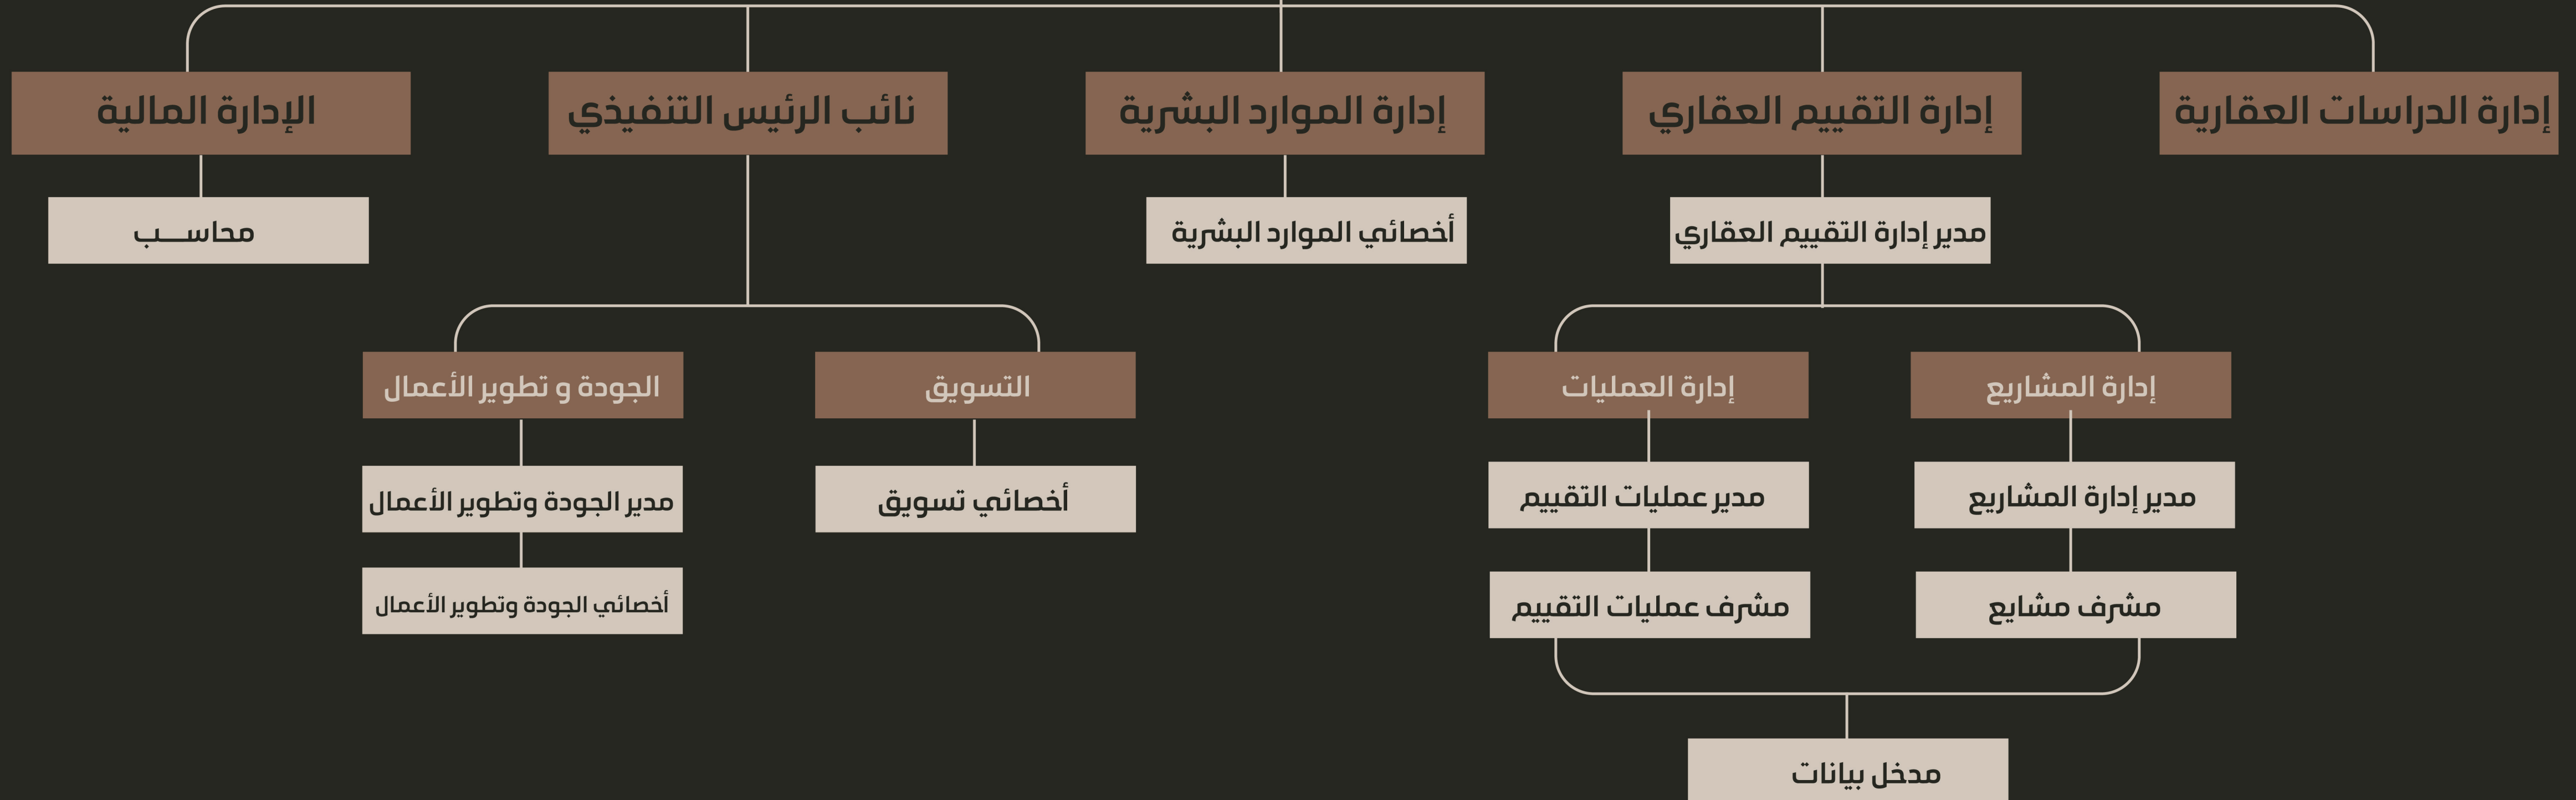 إدارة الدراسات العقارية
إدارة التقييم العقاري
إدارة الموارد البشرية
نائب الرئيس التنفيذي
الإدارة المالية
مدير إدارة التقييم العقاري
أخصائي الموارد البشرية
محاســـب
إدارة المشاريع
إدارة العمليات
التسويق
الجودة و تطوير الأعمال
مدير إدارة المشاريع
مدير عمليات التقييم
أخصائي تسويق
مدير الجودة وتطوير الأعمال
مشرف مشايع
مشرف عمليات التقييم
أخصائي الجودة وتطوير الأعمال
مدخل بيانات